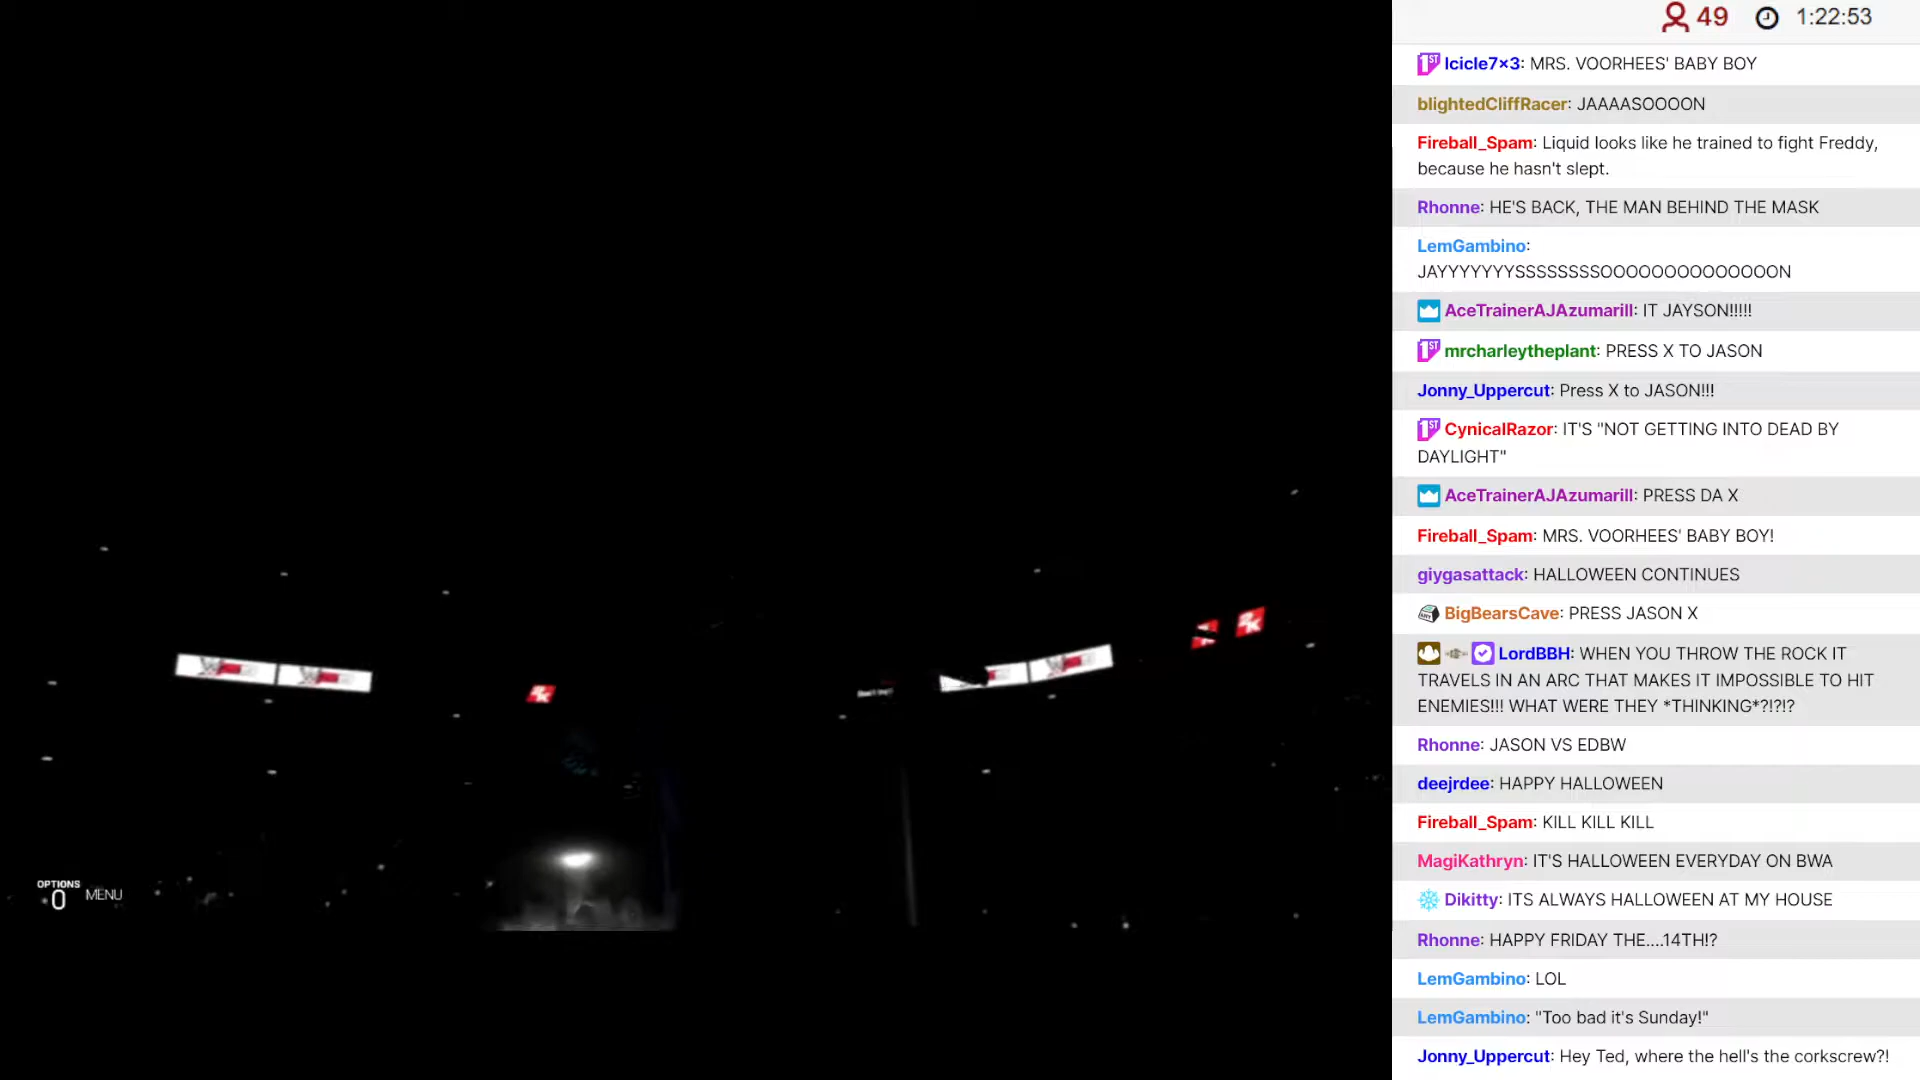 49 1:22:53
Icicle7x3: MRS. VOORHEES' BABY BOY
blightedCliffRacer: JAAAASOOOON
Fireball_Spam: Liquid looks like he trained to fight Freddy,
because he hasn't slept.
Rhonne: HE'S BACK, THE MAN BEHIND THE MASK
LemGambino:
JAYYYYYYYSSSSSSSSOOOOOOOOOOOOOON
AceTrainerAJAzumarill: IT JAYSON!!!!!
mrcharleytheplant: PRESS X TO JASON
Jonny_Uppercut: Press X to JASON!!!
CynicalRazor: IT'S "NOT GETTING INTO DEAD BY
DAYLIGHT"
AceTrainerAJAzumarill: PRESS DA X
Fireball_Spam: MRS. VOORHEES' BABY BOY!
giygasattack: HALLOWEEN CONTINUES
BigBearsCave: PRESS JASON X
LordBBH: WHEN YOU THROW THE ROCK IT
TRAVELS IN AN ARC THAT MAKES IT IMPOSSIBLE TO HIT
ENEMIES!!! WHAT WERE THEY *THINKING*?!?!?
Rhonne: JASON VS EDBW
deejrdee: HAPPY HALLOWEEN
Fireball_Spam: KILL KILL KILL
MagiKathryn: IT'S HALLOWEEN EVERYDAY ON BWA
Dikitty: ITS ALWAYS HALLOWEEN AT MY HOUSE
Rhonne: HAPPY FRIDAY THE....14TH!?
LemGambino: LOL
LemGambino: "Too bad it's Sunday!"
Jonny_Uppercut: Hey Ted, where the hell's the corkscrew?!
2K
2K
OPTIONS
MENU